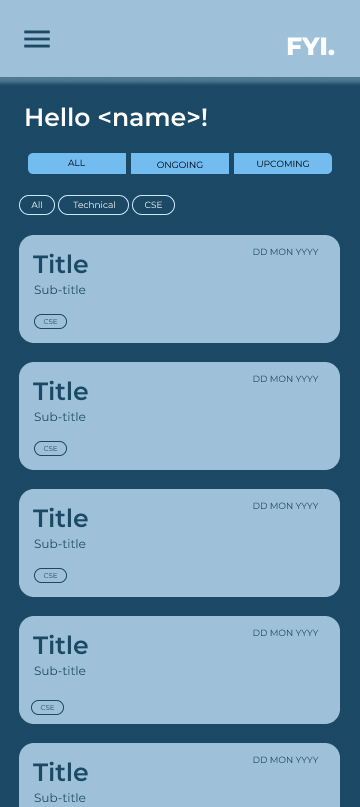 FYI.
Hello <name>!
ALL ONGOING UPCOMING
All Technical CSE
Title
DD MON YYYY
Sub-title
CSE
Title
DD MON YYYY
Sub-title
CSE
Title
DD MON YYYY
Sub-title
CSE
Title
DD MON YYYY
Sub-title
CSE
Title
DD MON YYYY
Sub-title